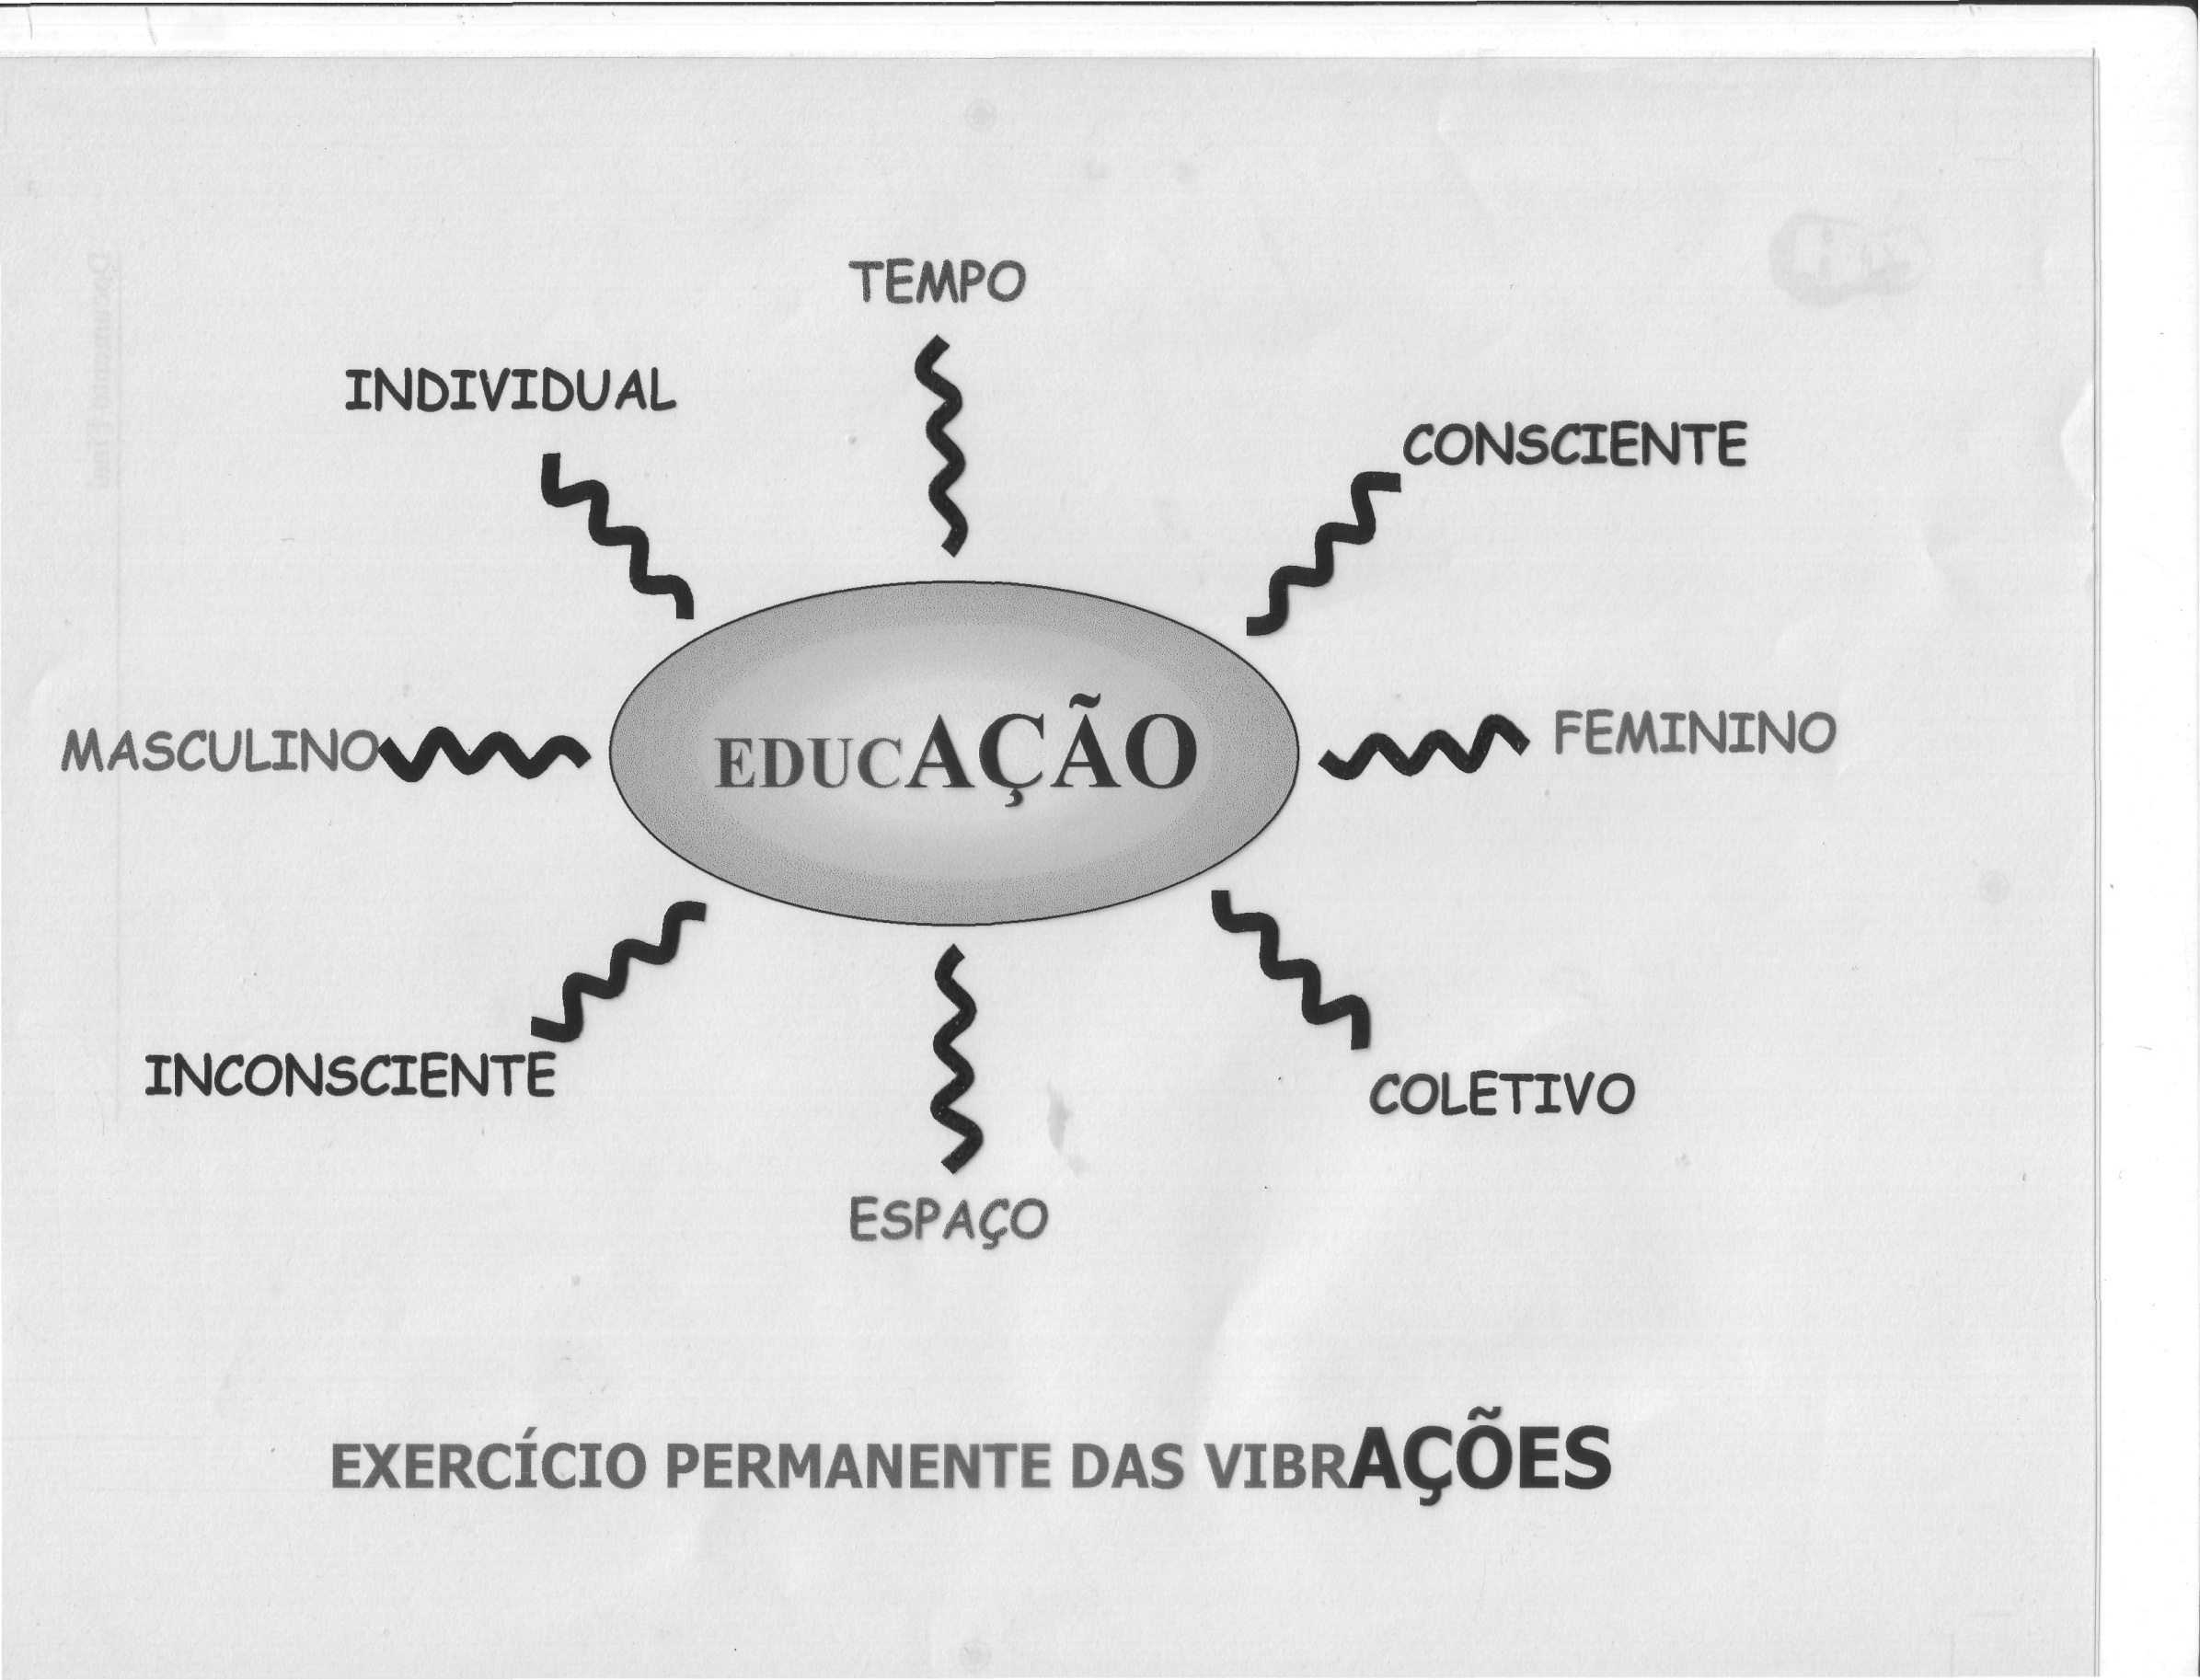 TEMPO
INDIVIDUAL
CONSCIENTE
MASCULINO
EDUCAÇÃO
FEMININO
INCONSCIENTE
COLETIVO
ESPAÇO
EXERCÍCIO PERMANENTE DAS VIBRAÇÕES